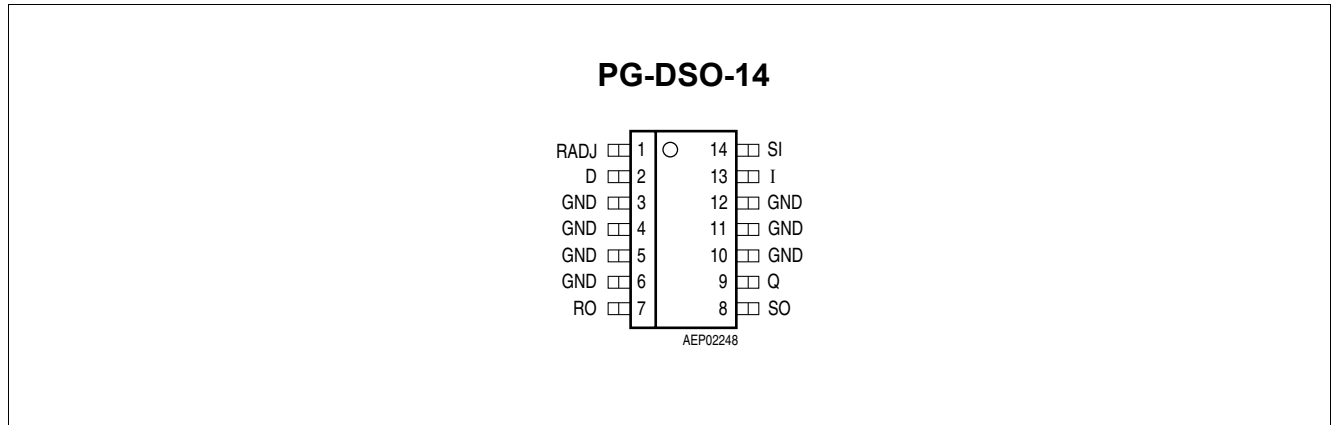 PG-DSO-14
RADJ 1 14 SI
D 2 13 I
GND 3 12 GND
GND 4 11 GND
GND 5 10 GND
GND 6 9 Q
RO 7 8 SO
AEP02248